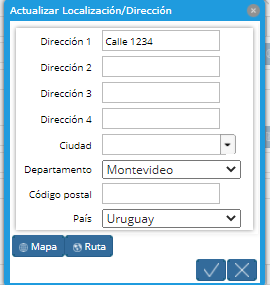 Actualizar Localización/Dirección
Dirección 1 Calle 1234
Dirección 2
Dirección 3
Dirección 4
Ciudad
Departamento Montevideo
Código postal
País Uruguay
Mapa Ruta